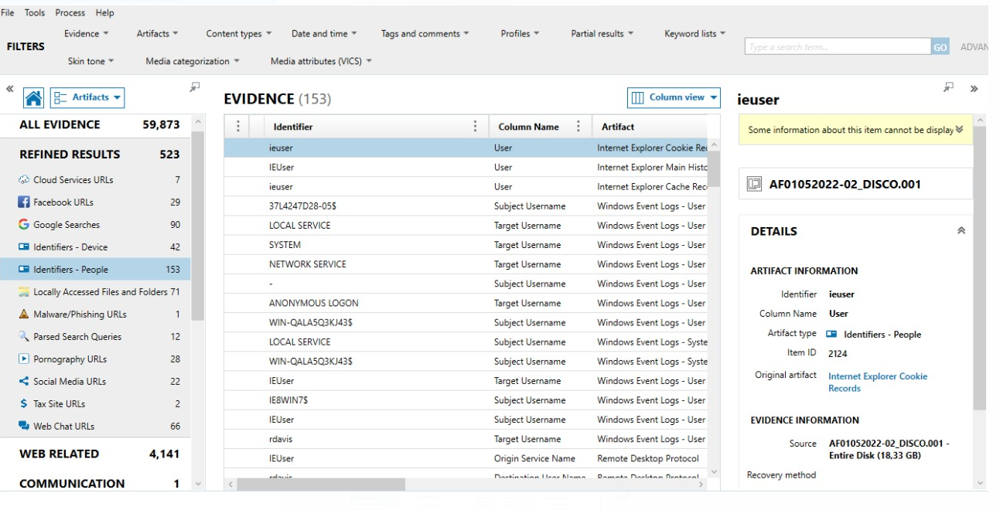 File Tools Process Help
FILTERS
Evidence Artifacts Content types Date and time Tags and comments Profiles Partial results Keyword lists
Skin tone Media categorization Media attributes (VICS)
Type a search term...
GO
ADVAN
Artifacts
ALL EVIDENCE 59,873
REFINED RESULTS 523
Cloud Services URLs 7
Facebook URLs 29
Google Searches 90
Identifiers - Device 42
Identifiers - People 153
Locally Accessed Files and Folders 71
Malware/Phishing URLs 1
Parsed Search Queries 12
Pornography URLs 28
Social Media URLs 22
Tax Site URLs 2
Web Chat URLs 66
WEB RELATED 4,141
COMMUNICATION 1
EVIDENCE (153)
Column view
Identifier Column Name Artifact
ieuser User Internet Explorer Cookie Rec
IEUser User Internet Explorer Main Histo
ieuser User Internet Explorer Cache Reco
37L4247D28-05$ Subject Username Windows Event Logs - User
LOCAL SERVICE Target Username Windows Event Logs - User
SYSTEM Target Username Windows Event Logs - User
NETWORK SERVICE Target Username Windows Event Logs - User
- Subject Username Windows Event Logs - User
ANONYMOUS LOGON Target Username Windows Event Logs - User
WIN-QALA5Q3KJ43$ Subject Username Windows Event Logs - User
LOCAL SERVICE Subject Username Windows Event Logs - Syste
WIN-QALA5Q3KJ43$ Subject Username Windows Event Logs - Syste
IEUser Target Username Windows Event Logs - User
IE8WIN7$ Subject Username Windows Event Logs - User
IEUser Subject Username Windows Event Logs - User
rdavis Target Username Windows Event Logs - User
IEUser Origin Service Name Remote Desktop Protocol
rdavis Destination User Name Remote Desktop Protocol
ieuser
Some information about this item cannot be display
AF01052022-02_DISCO.001
DETAILS
ARTIFACT INFORMATION
Identifier ieuser
Column Name User
Artifact type Identifiers - People
Item ID 2124
Original artifact Internet Explorer Cookie
Records
EVIDENCE INFORMATION
Source AF01052022-02_DISCO.001 -
Entire Disk (18,33 GB)
Recovery method